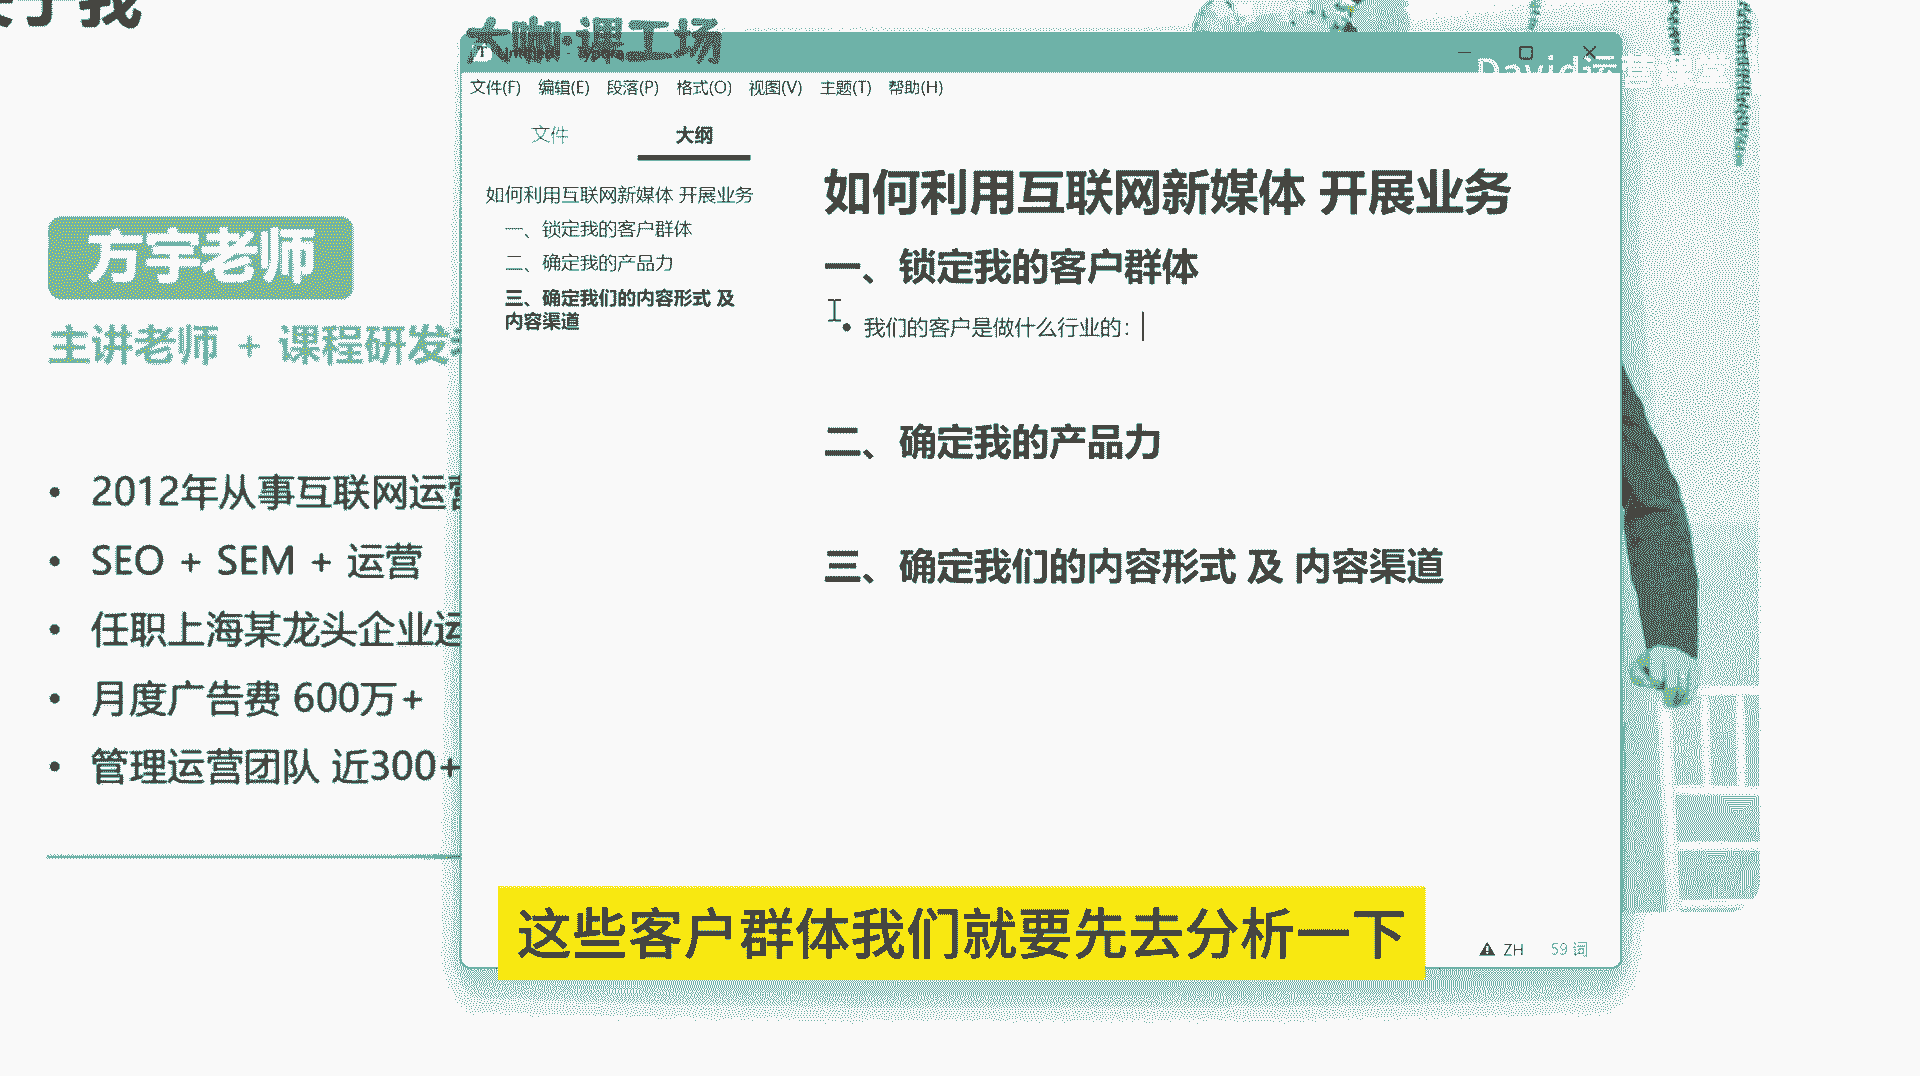 大咖·课工场
David运营课堂
文件(F) 编辑(E) 段落(P) 格式(O) 视图(V) 主题(T) 帮助(H)
文件 大纲
如何利用互联网新媒体 开展业务
一、锁定我的客户群体
二、确定我的产品力
三、确定我们的内容形式 及
内容渠道
如何利用互联网新媒体 开展业务
一、锁定我的客户群体
• 我们的客户是做什么行业的：
二、确定我的产品力
三、确定我们的内容形式 及 内容渠道
方宇老师
主讲老师 + 课程研发
• 2012年从事互联网运营
• SEO + SEM + 运营
• 任职上海某龙头企业运
• 月度广告费 600万+
• 管理运营团队 近300+
这些客户群体我们就要先去分析一下
ZH 59 词